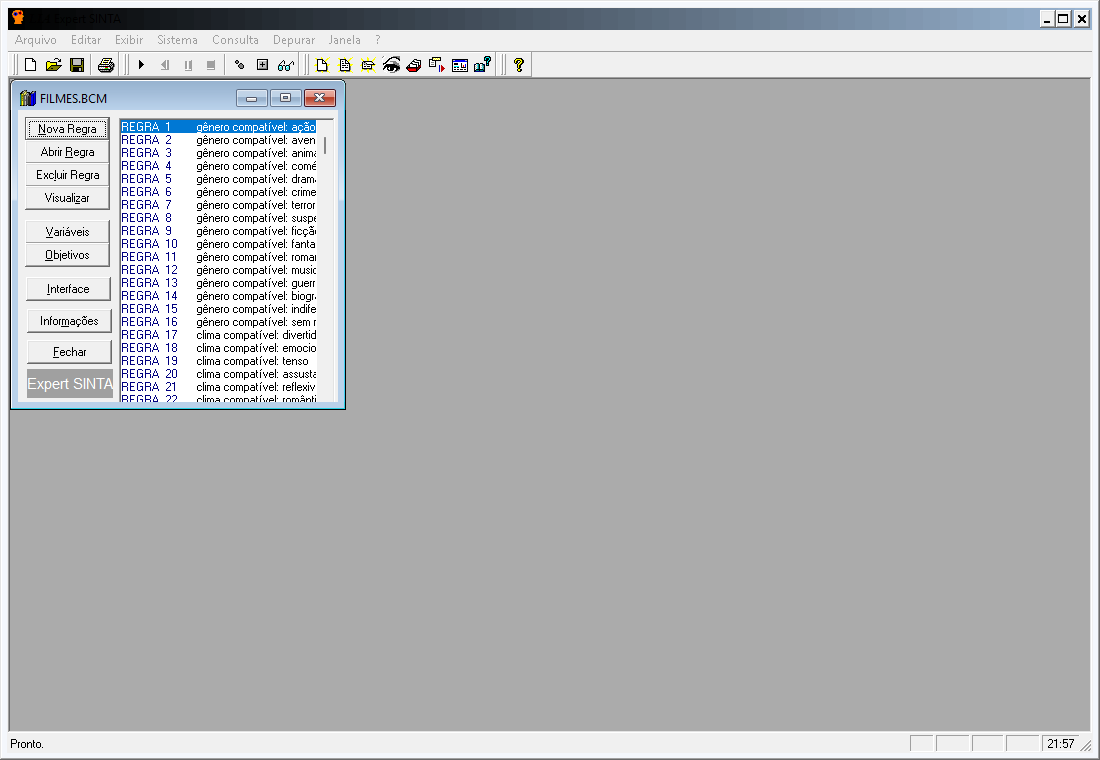 Expert SINTA
Arquivo Editar Exibir Sistema Consulta Depurar Janela ?
FILMES.BCM
Nova Regra
Abrir Regra
Excluir Regra
Visualizar
Variáveis
Objetivos
Interface
Informações
Fechar
Expert SINTA
REGRA 1 gênero compatível: ação
REGRA 2 gênero compatível: aven
REGRA 3 gênero compatível: anima
REGRA 4 gênero compatível: comé
REGRA 5 gênero compatível: drama
REGRA 6 gênero compatível: crime
REGRA 7 gênero compatível: terror
REGRA 8 gênero compatível: suspe
REGRA 9 gênero compatível: ficção
REGRA 10 gênero compatível: fanta
REGRA 11 gênero compatível: roman
REGRA 12 gênero compatível: music
REGRA 13 gênero compatível: guerr
REGRA 14 gênero compatível: biogra
REGRA 15 gênero compatível: indife
REGRA 16 gênero compatível: sem r
REGRA 17 clima compatível: divertid
REGRA 18 clima compatível: emocio
REGRA 19 clima compatível: tenso
REGRA 20 clima compatível: assusta
REGRA 21 clima compatível: reflexiv
REGRA 22 clima compatível: românti
Pronto.
21:57